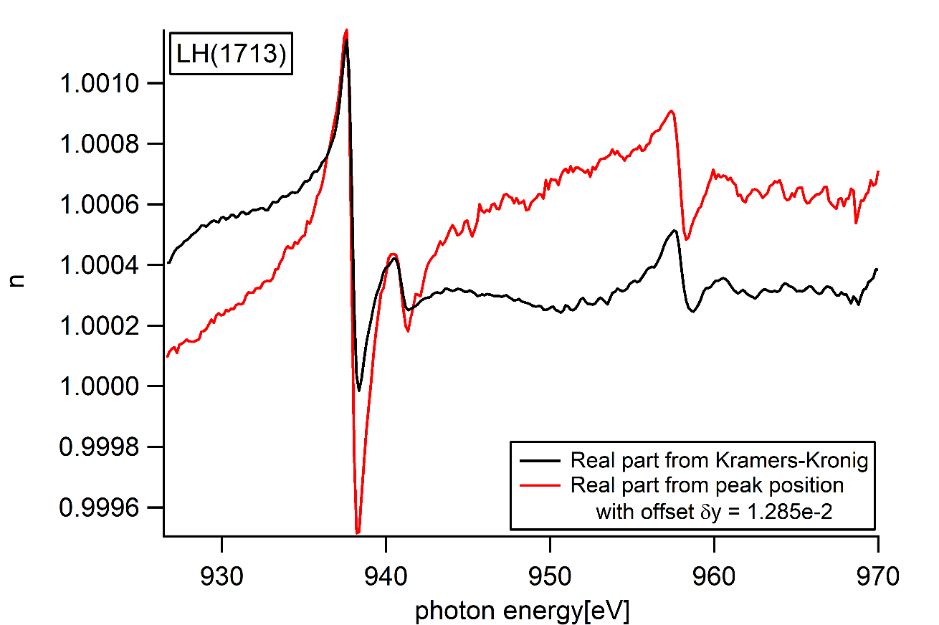 LH(1713)
1.0010
1.0008
1.0006
1.0004
1.0002
1.0000
0.9998
0.9996
n
Real part from Kramers-Kronig
Real part from peak position
with offset δy = 1.285e-2
930
940
950
960
970
photon energy[eV]